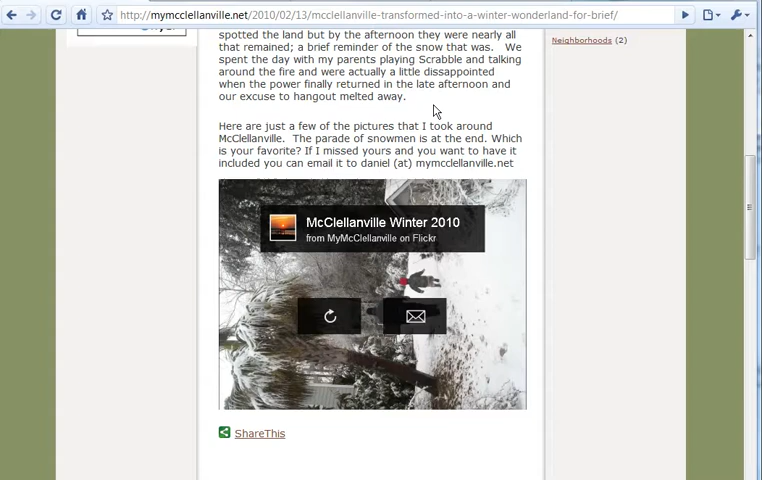 http://mymcclellanville.net/2010/02/13/mcclellanville-transformed-into-a-winter-wonderland-for-brief/
spotted the land but by the afternoon they were nearly all
that remained; a brief reminder of the snow that was.   We
spent the day with my parents playing Scrabble and talking
around the fire and were actually a little dissappointed
when the power finally returned in the late afternoon and
our excuse to hangout melted away.
Neighborhoods (2)
Here are just a few of the pictures that I took around
McClellanville.  The parade of snowmen is at the end. Which
is your favorite? If I missed yours and you want to have it
included you can email it to daniel (at) mymcclellanville.net
McClellanville Winter 2010
from MyMcClellanville on Flickr
ShareThis